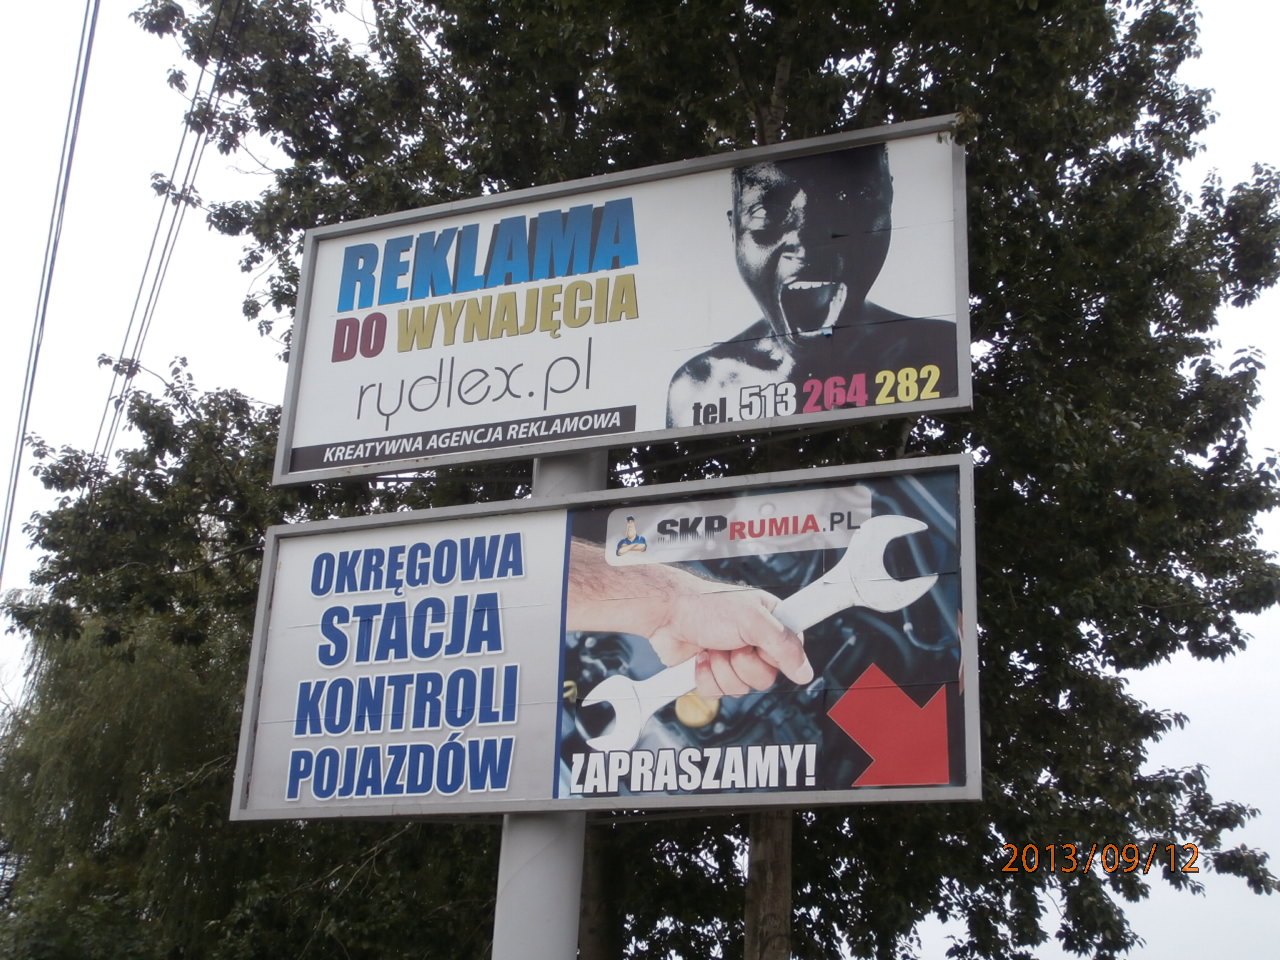 REKLAMA
DO WYNAJĘCIA
rydlex.pl
KREATYWNA AGENCJA REKLAMOWA
tel. 513 264 282
OKRĘGOWA
STACJA
KONTROLI
POJAZDÓW
SKPRUMIA.PL
ZAPRASZAMY!
2013/09/12